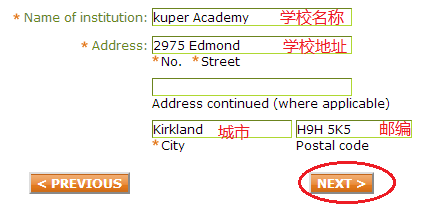 * Name of institution: kuper Academy 学校名称
* Address: 2975 Edmond 学校地址
* No. * Street
Address continued (where applicable)
Kirkland 城市 H9H 5K5 邮编
* City Postal code
< PREVIOUS NEXT >